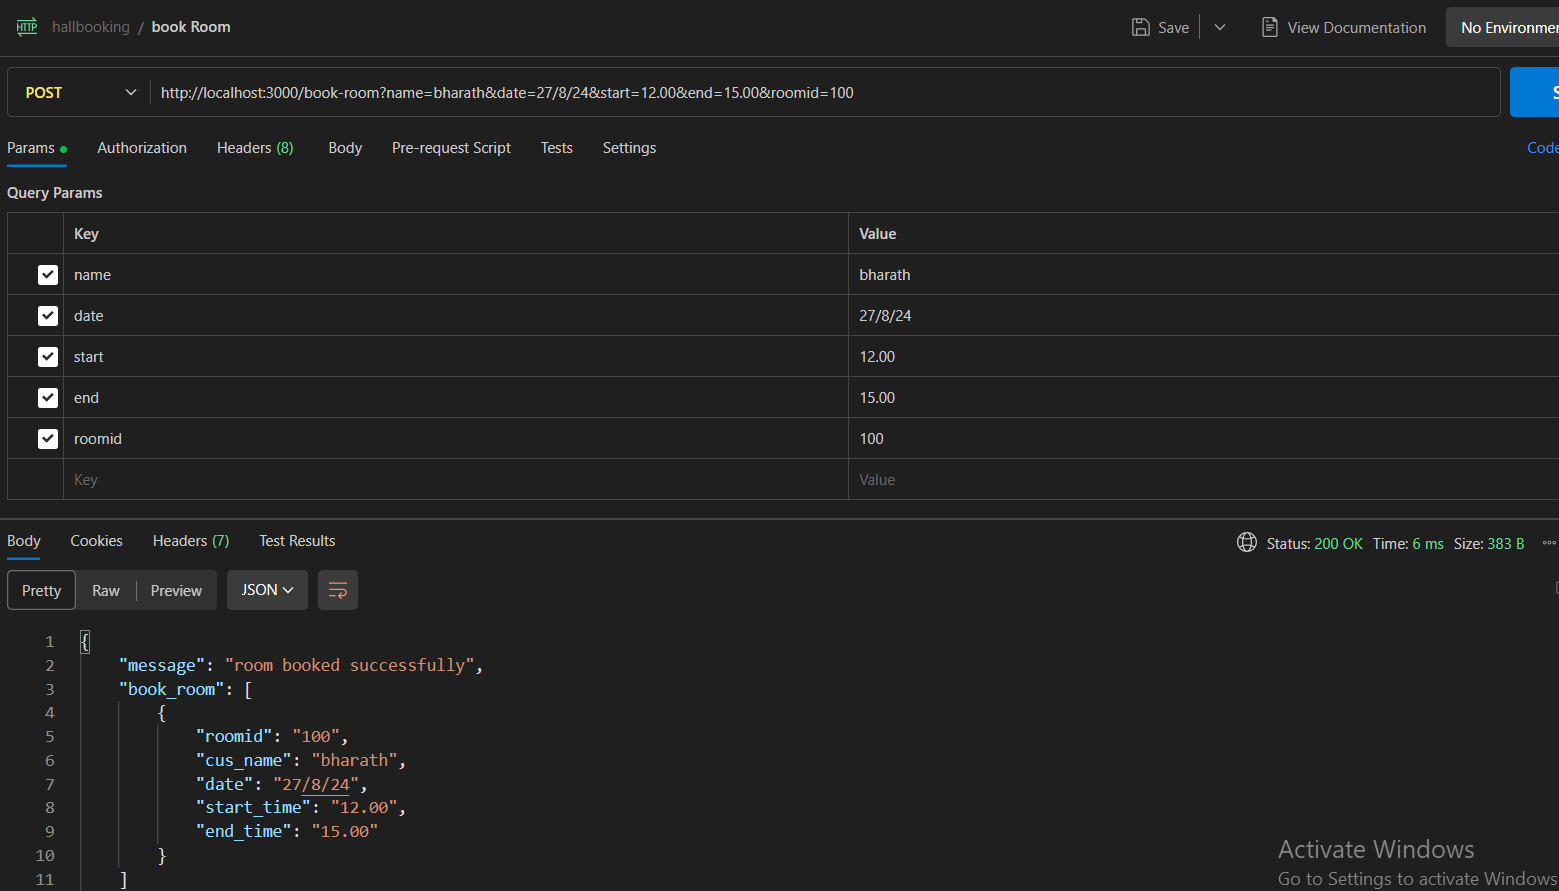 HTTP hallbooking / book Room Save View Documentation No Environmen
POST http://localhost:3000/book-room?name=bharath&date=27/8/24&start=12.00&end=15.00&roomid=100 S
Params Authorization Headers (8) Body Pre-request Script Tests Settings Code
Query Params
Key Value
name bharath
date 27/8/24
start 12.00
end 15.00
roomid 100
Key Value
Body Cookies Headers (7) Test Results Status: 200 OK Time: 6 ms Size: 383 B
Pretty Raw Preview JSON
1 {
2 "message": "room booked successfully",
3 "book_room": [
4 {
5 "roomid": "100",
6 "cus_name": "bharath",
7 "date": "27/8/24",
8 "start_time": "12.00",
9 "end_time": "15.00"
10 }
11 ]
Activate Windows
Go to Settings to activate Windows